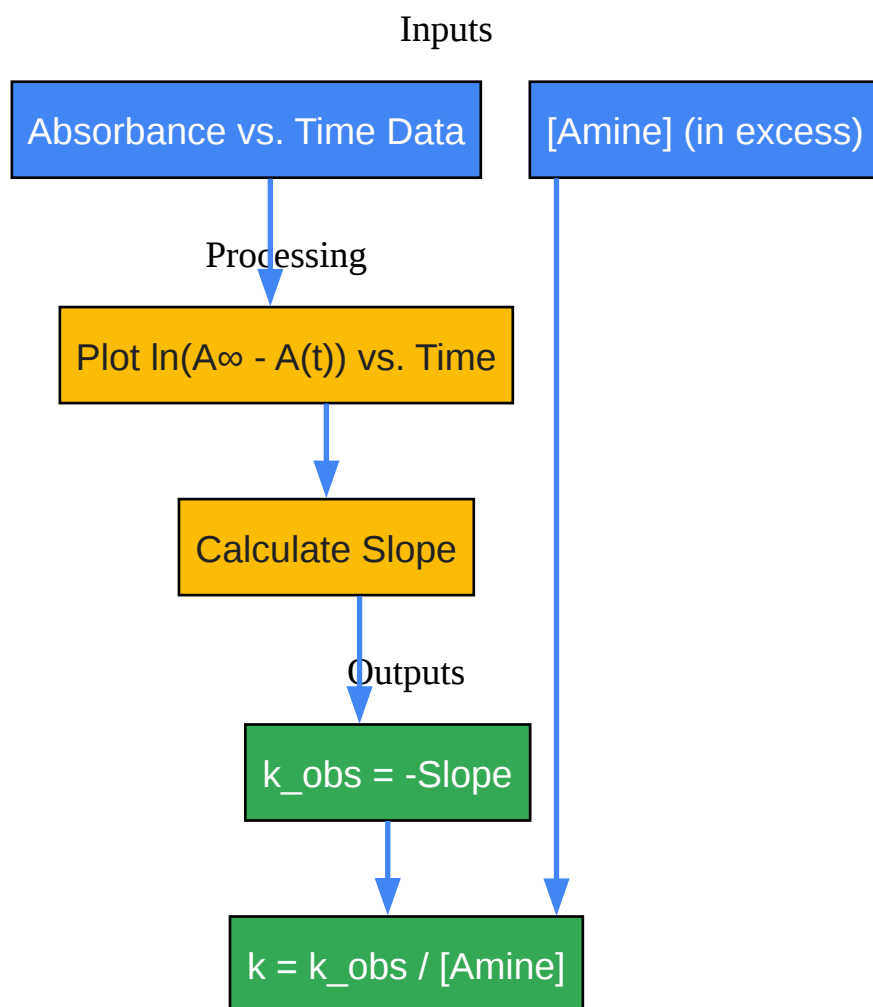 Inputs
Absorbance vs. Time Data
[Amine] (in excess)
Processing
Plot ln(A∞ - A(t)) vs. Time
Calculate Slope
Outputs
k_obs = -Slope
k = k_obs / [Amine]